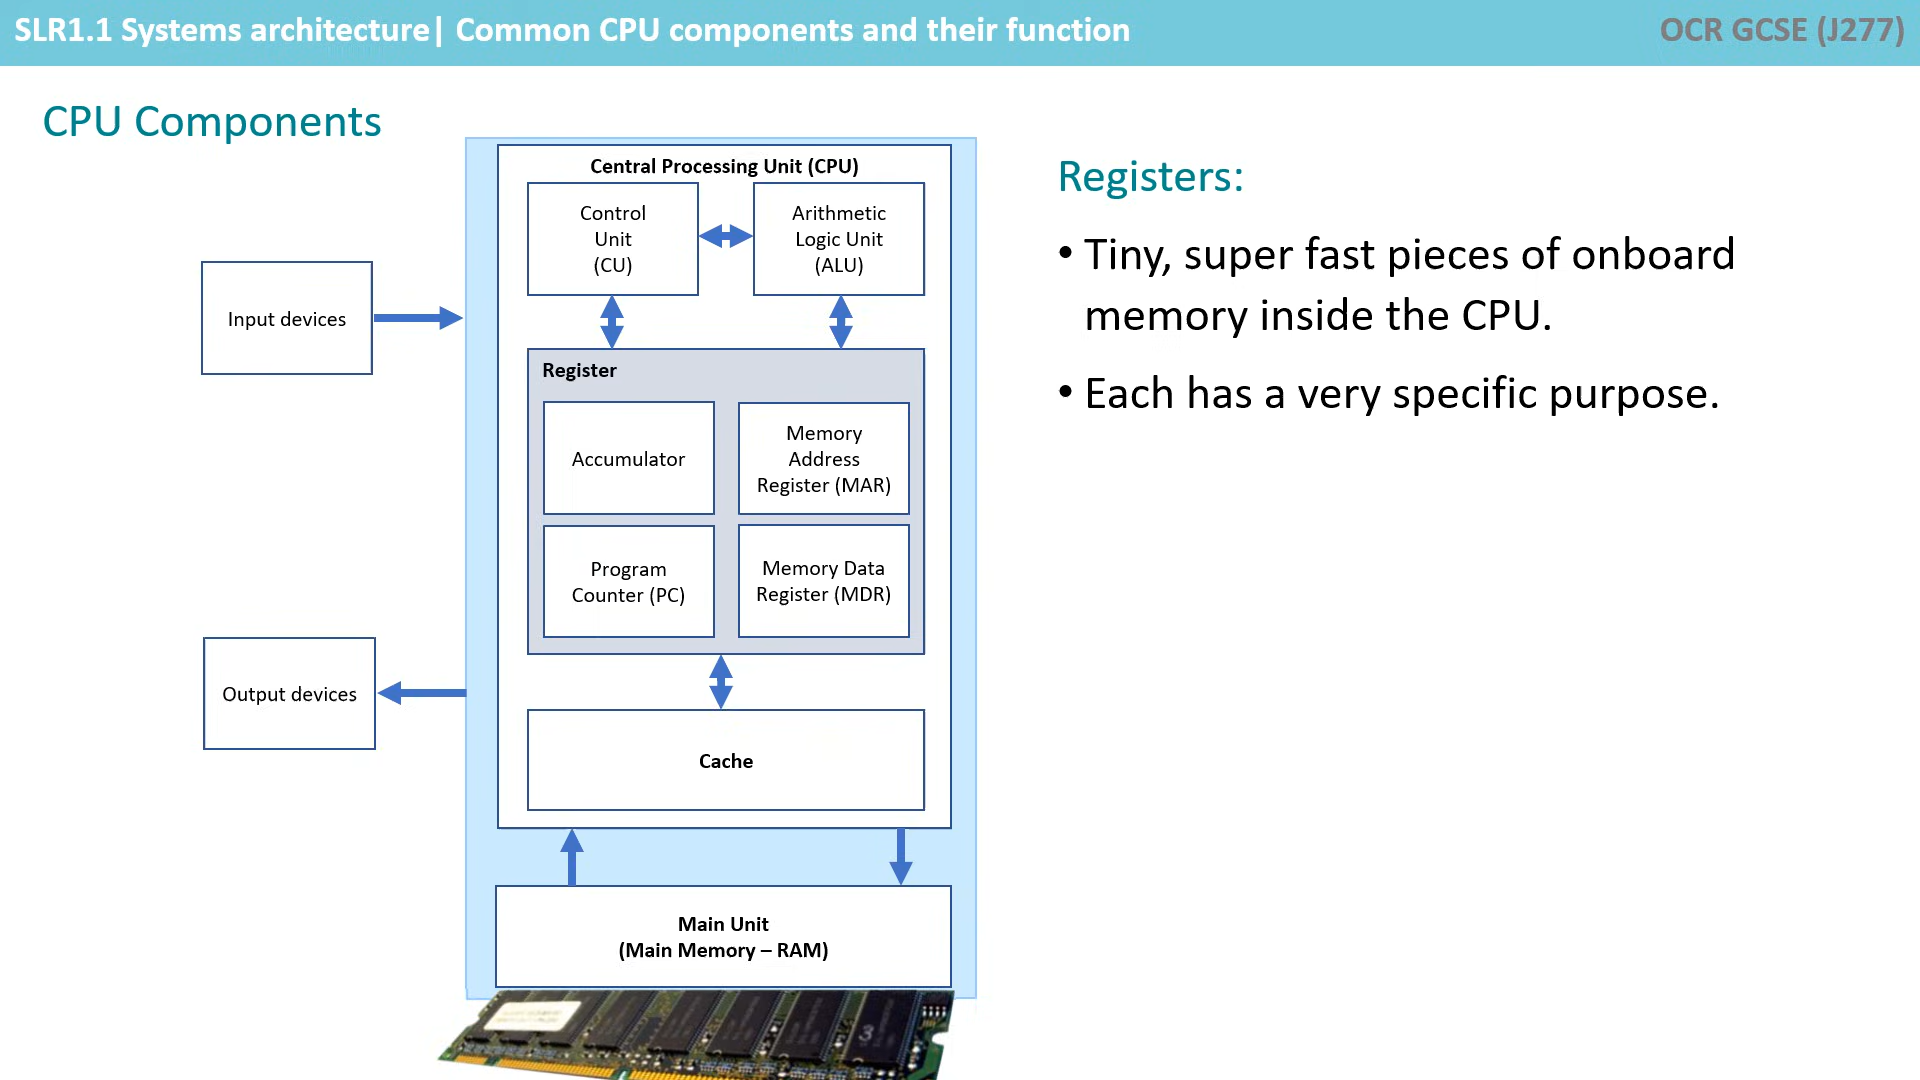 SLR1.1 Systems architecture| Common CPU components and their function
OCR GCSE (J277)
CPU Components
Central Processing Unit (CPU)
Control
Unit
(CU)
Arithmetic
Logic Unit
(ALU)
Input devices
Register
Accumulator
Memory
Address
Register (MAR)
Program
Counter (PC)
Memory Data
Register (MDR)
Output devices
Cache
Main Unit
(Main Memory – RAM)
Registers:
• Tiny, super fast pieces of onboard
memory inside the CPU.
• Each has a very specific purpose.